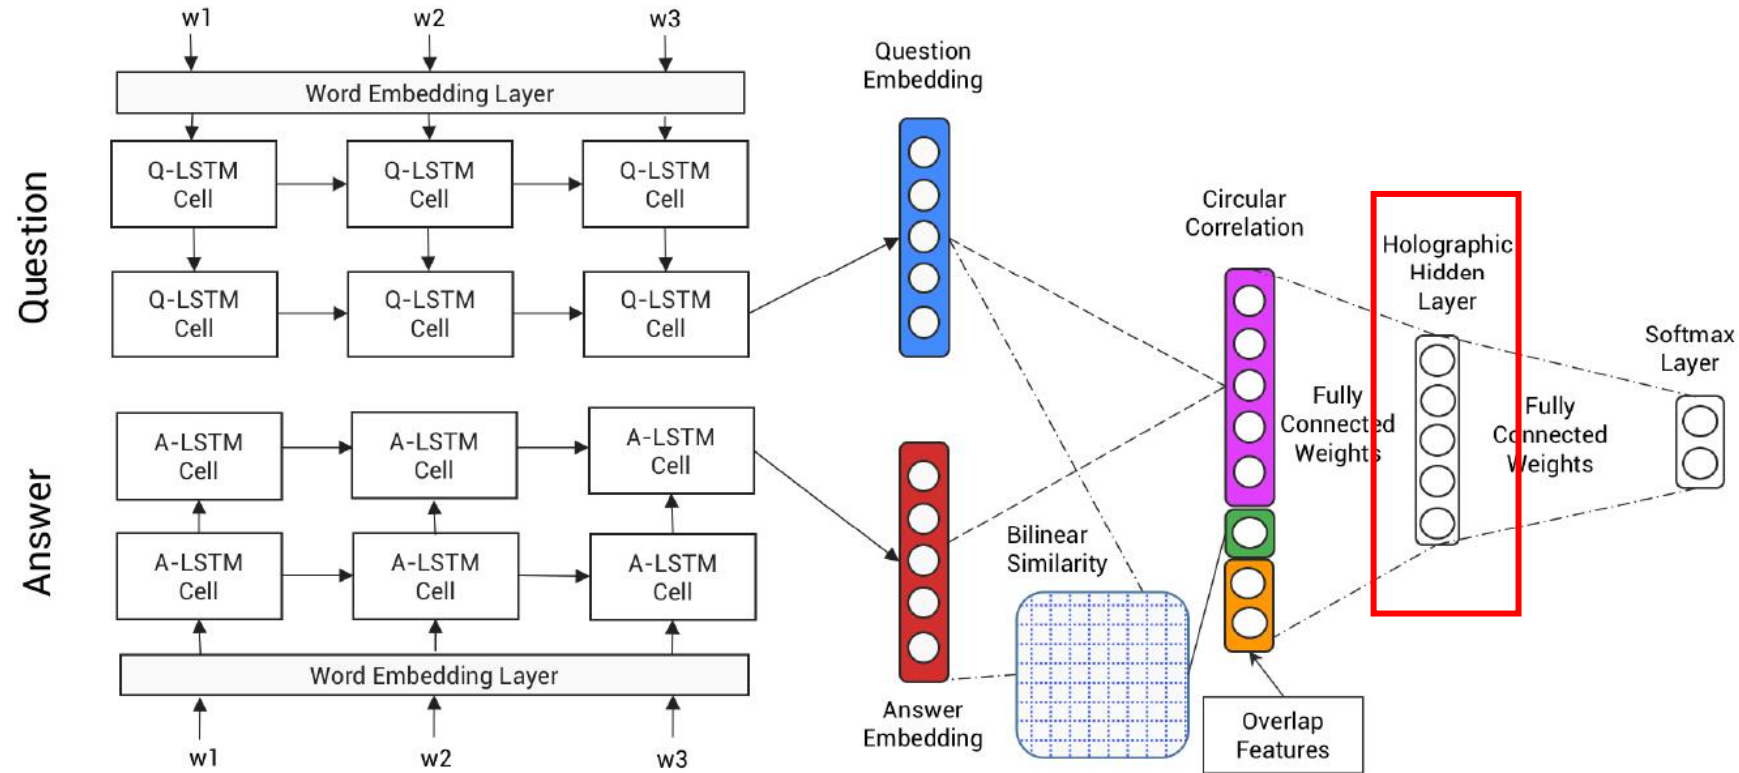 w1
w2
w3
Word Embedding Layer
Question
Q-LSTM
Cell
Q-LSTM
Cell
Q-LSTM
Cell
Q-LSTM
Cell
Q-LSTM
Cell
Q-LSTM
Cell
Answer
A-LSTM
Cell
A-LSTM
Cell
A-LSTM
Cell
A-LSTM
Cell
A-LSTM
Cell
A-LSTM
Cell
Word Embedding Layer
w1
w2
w3
Question
Embedding
Answer
Embedding
Bilinear
Similarity
Circular
Correlation
Overlap
Features
Fully
Connected
Weights
Holographic
Hidden
Layer
Fully
Connected
Weights
Softmax
Layer